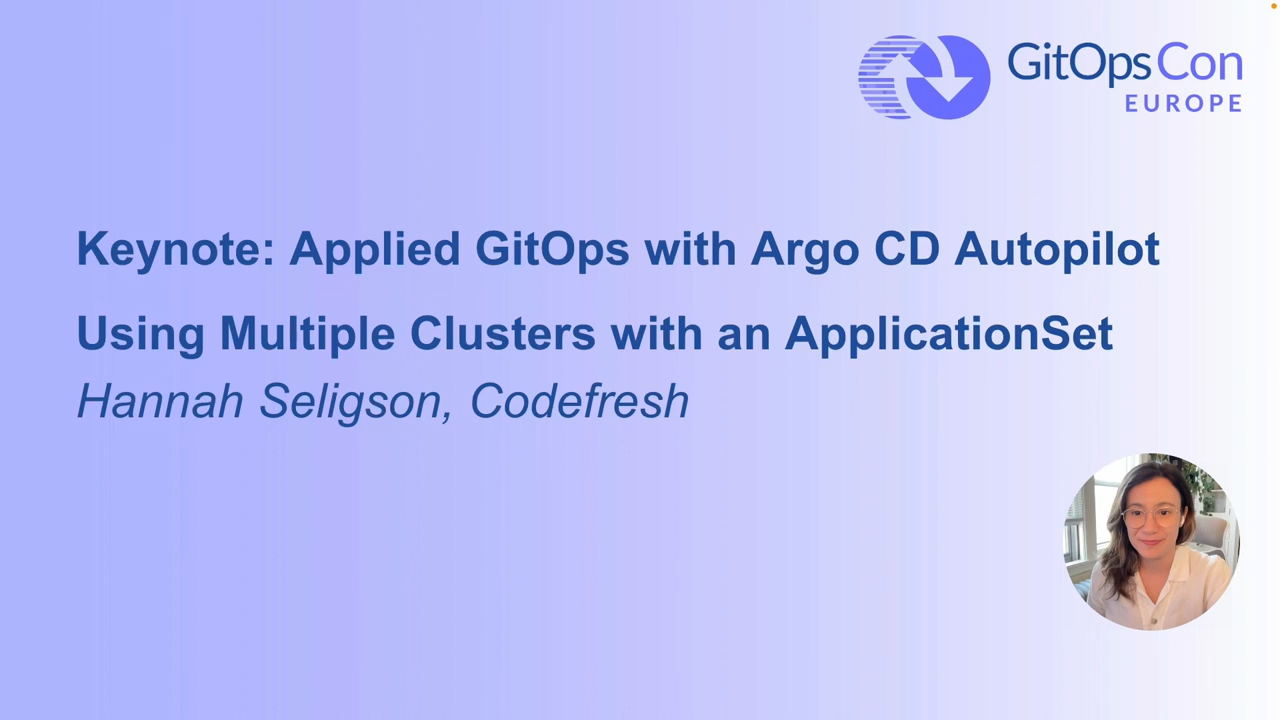 GitOpsCon
EUROPE
Keynote: Applied GitOps with Argo CD Autopilot
Using Multiple Clusters with an ApplicationSet
Hannah Seligson, Codefresh